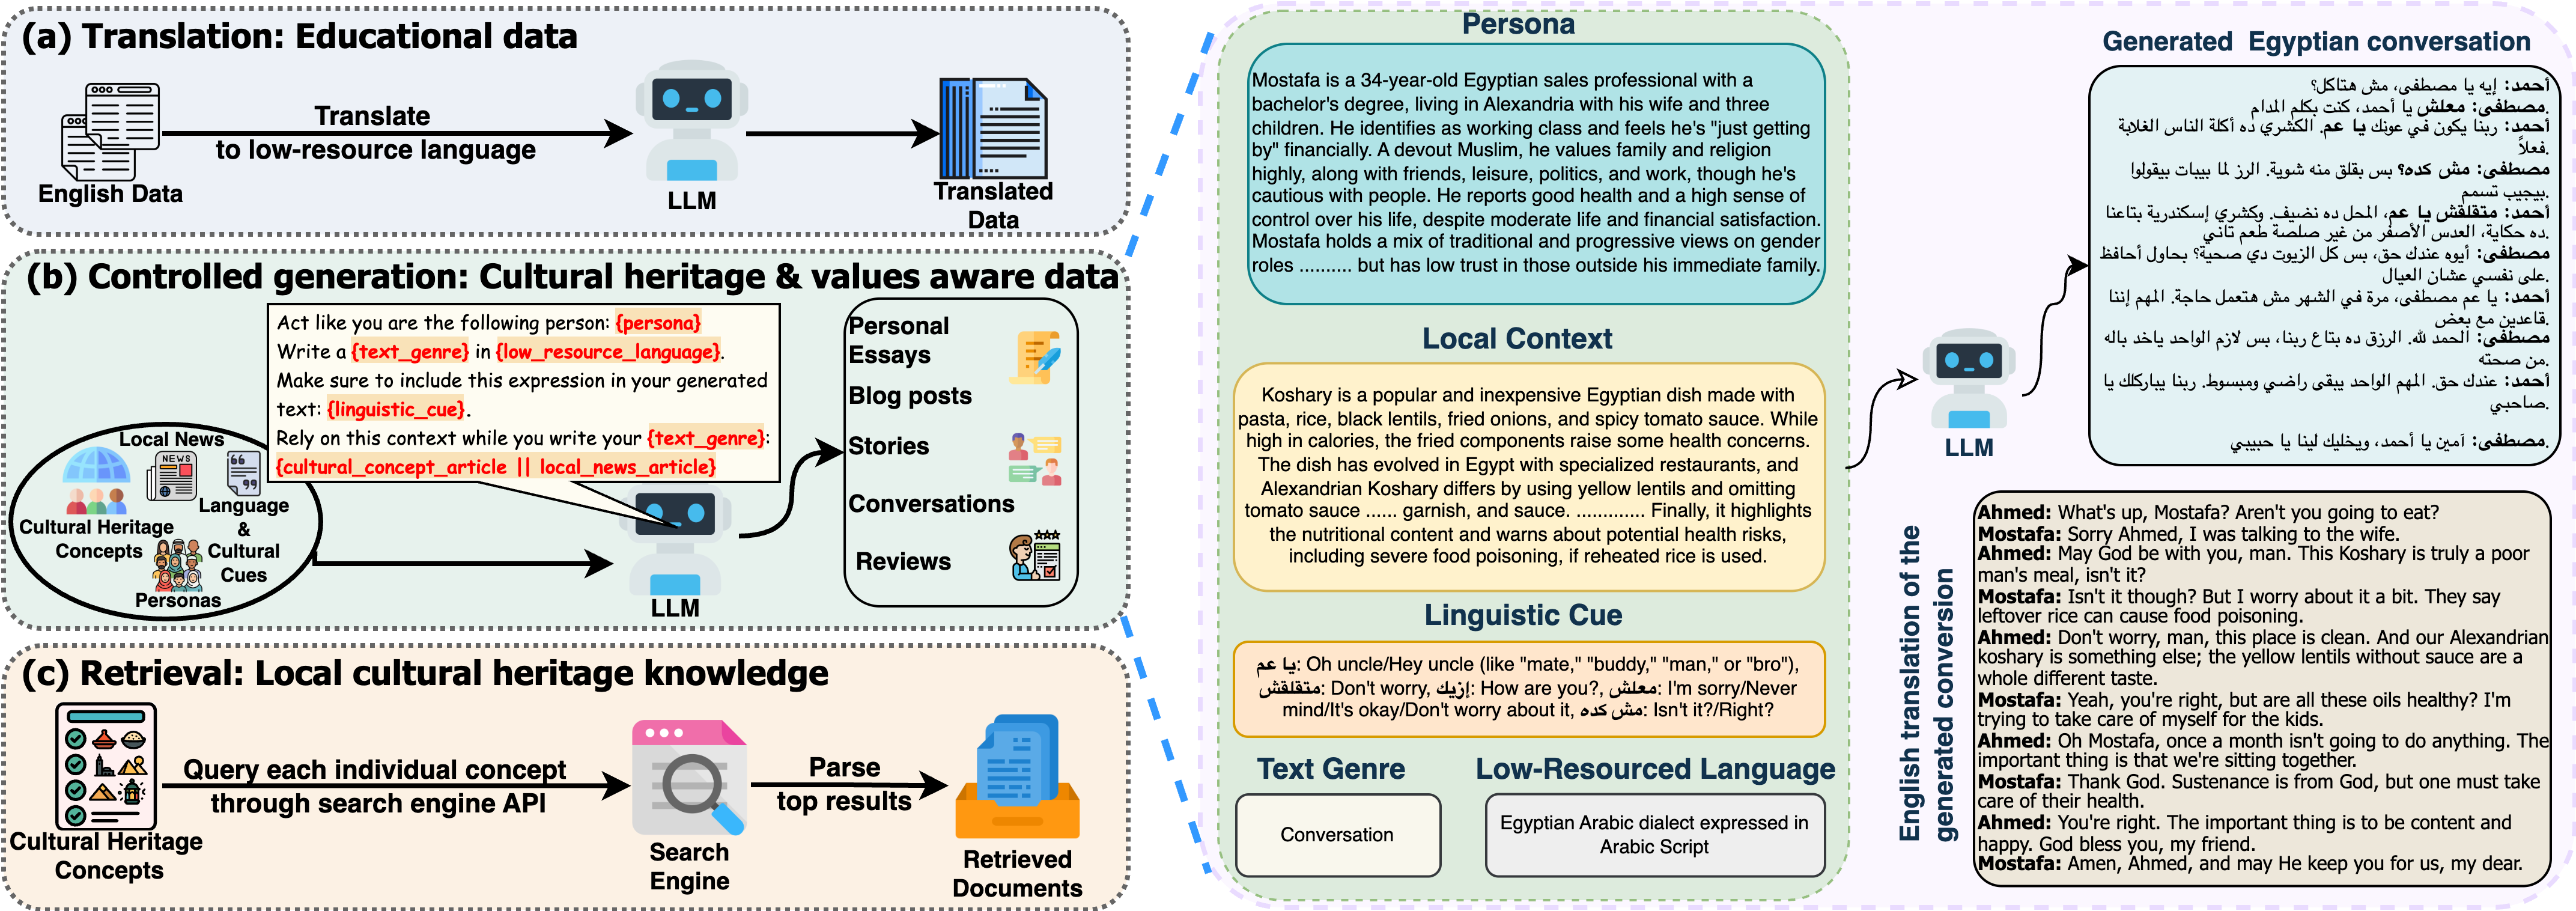 (a) Translation: Educational data
English Data
Translate
to low-resource language
LLM
Translated
Data
(b) Controlled generation: Cultural heritage & values aware data
Act like you are the following person: {persona}
Write a {text_genre} in {low_resource_language}.
Make sure to include this expression in your generated
text: {linguistic_cue}.
Rely on this context while you write your {text_genre}:
{cultural_concept_article || local_news_article}
Local News
NEWS
Cultural Heritage
Concepts
Language
&
Cultural
Cues
Personas
LLM
Personal
Essays
Blog posts
Stories
Conversations
Reviews
(c) Retrieval: Local cultural heritage knowledge
Cultural Heritage
Concepts
Query each individual concept
through search engine API
Search
Engine
Parse
top results
Retrieved
Documents
Persona
Mostafa is a 34-year-old Egyptian sales professional with a
bachelor's degree, living in Alexandria with his wife and three
children. He identifies as working class and feels he's "just getting
by" financially. A devout Muslim, he values family and religion
highly, along with friends, leisure, politics, and work, though he's
cautious with people. He reports good health and a high sense of
control over his life, despite moderate life and financial satisfaction.
Mostafa holds a mix of traditional and progressive views on gender
roles .......... but has low trust in those outside his immediate family.
Local Context
Koshary is a popular and inexpensive Egyptian dish made with
pasta, rice, black lentils, fried onions, and spicy tomato sauce. While
high in calories, the fried components raise some health concerns.
The dish has evolved in Egypt with specialized restaurants, and
Alexandrian Koshary differs by using yellow lentils and omitting
tomato sauce ...... garnish, and sauce. ............. Finally, it highlights
the nutritional content and warns about potential health risks,
including severe food poisoning, if reheated rice is used.
Linguistic Cue
يا عم: Oh uncle/Hey uncle (like "mate," "buddy," "man," or "bro"),
متقلقش: Don't worry, إزيك: How are you?, معلش: I'm sorry/Never
mind/It's okay/Don't worry about it, مش كده: Isn't it?/Right?
Text Genre
Conversation
Low-Resourced Language
Egyptian Arabic dialect expressed in
Arabic Script
LLM
Generated Egyptian conversation
أحمد: إيه يا مصطفى، مش هتاكل؟
مصطفى: معلش يا أحمد، كنت بكلم المدام.
أحمد: ربنا يكون في عونك يا عم. الكشري ده أكلة الناس الغلابة
فعلاً.
مصطفى: مش كده؟ بس بقلق منه شوية. الرز لما بيبات بيقولوا
بيجيب تسمم.
أحمد: متقلقش يا عم، المحل ده نضيف. وكشري إسكندرية بتاعنا
ده حكاية، العدس الأصفر من غير صلصة طعم تاني.
مصطفى: أيوه عندك حق، بس كل الزيوت دي صحية؟ بحاول أحافظ
على نفسي عشان العيال.
أحمد: يا عم مصطفى، مرة في الشهر مش هتعمل حاجة. المهم إننا
قاعدين مع بعض.
مصطفى: الحمد لله. الرزق ده بتاع ربنا، بس لازم الواحد ياخد باله
من صحته.
أحمد: عندك حق. المهم الواحد يبقى راضي ومبسوط. ربنا يباركلك يا
صاحبي.
مصطفى: آمين يا أحمد، ويخليك لينا يا حبيبي.
English translation of the
generated conversion
Ahmed: What's up, Mostafa? Aren't you going to eat?
Mostafa: Sorry Ahmed, I was talking to the wife.
Ahmed: May God be with you, man. This Koshary is truly a poor
man's meal, isn't it?
Mostafa: Isn't it though? But I worry about it a bit. They say
leftover rice can cause food poisoning.
Ahmed: Don't worry, man, this place is clean. And our Alexandrian
koshary is something else; the yellow lentils without sauce are a
whole different taste.
Mostafa: Yeah, you're right, but are all these oils healthy? I'm
trying to take care of myself for the kids.
Ahmed: Oh Mostafa, once a month isn't going to do anything. The
important thing is that we're sitting together.
Mostafa: Thank God. Sustenance is from God, but one must take
care of their health.
Ahmed: You're right. The important thing is to be content and
happy. God bless you, my friend.
Mostafa: Amen, Ahmed, and may He keep you for us, my dear.